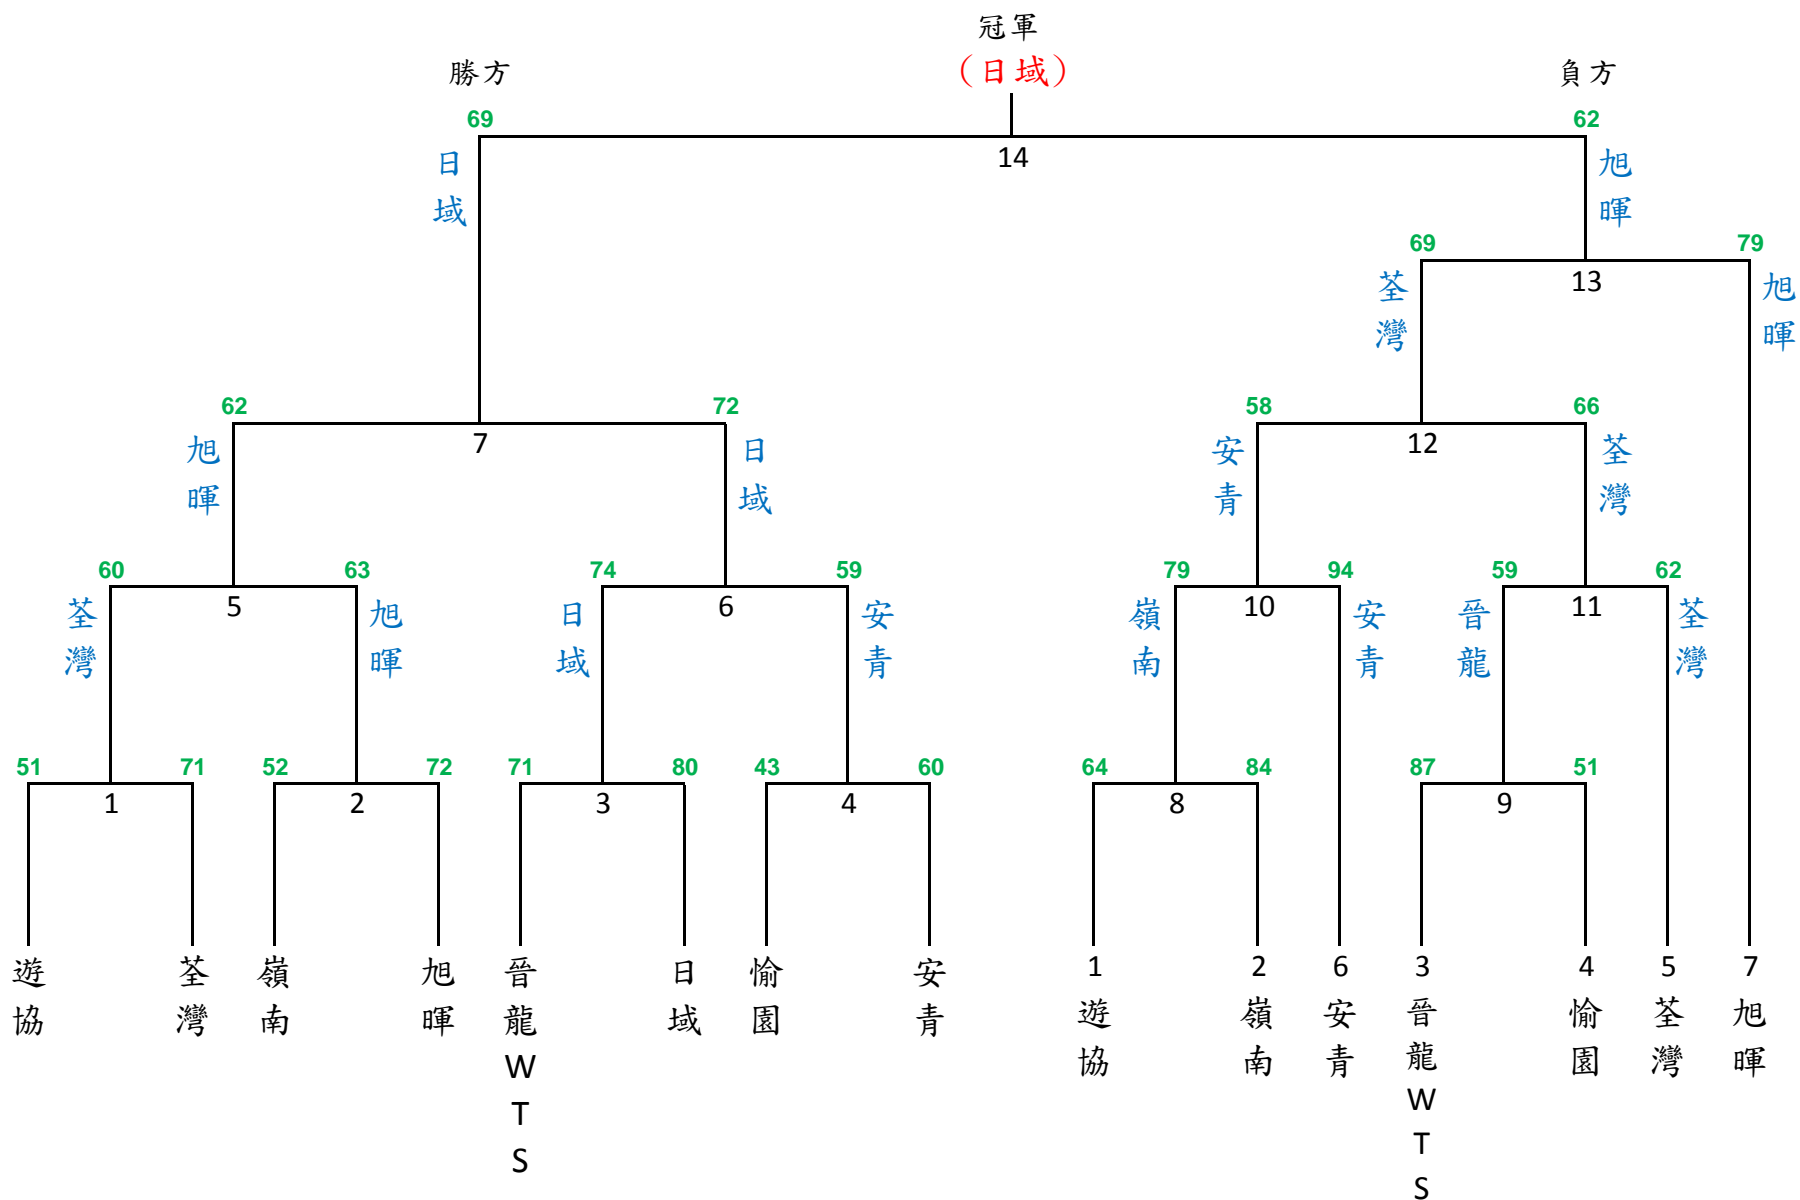 冠軍
勝方 (日域) 負方
69 62
日域 14 旭暉
69 79
荃灣 13 旭暉
62 72 58 66
旭暉 7 日域 安青 12 荃灣
60 63 74 59 79 94 59 62
荃灣 5 旭暉 日域 6 安青 嶺南 10 安青 晉龍 11 荃灣
51 71 52 72 71 80 43 60 64 84 87 51
1 2 3 4 8 9
遊協 荃灣 嶺南 旭暉 晉龍WTS 日域 愉園 安青
1 2 6 3 4 5 7
遊協 嶺南 安青 晉龍WTS 愉園 荃灣 旭暉